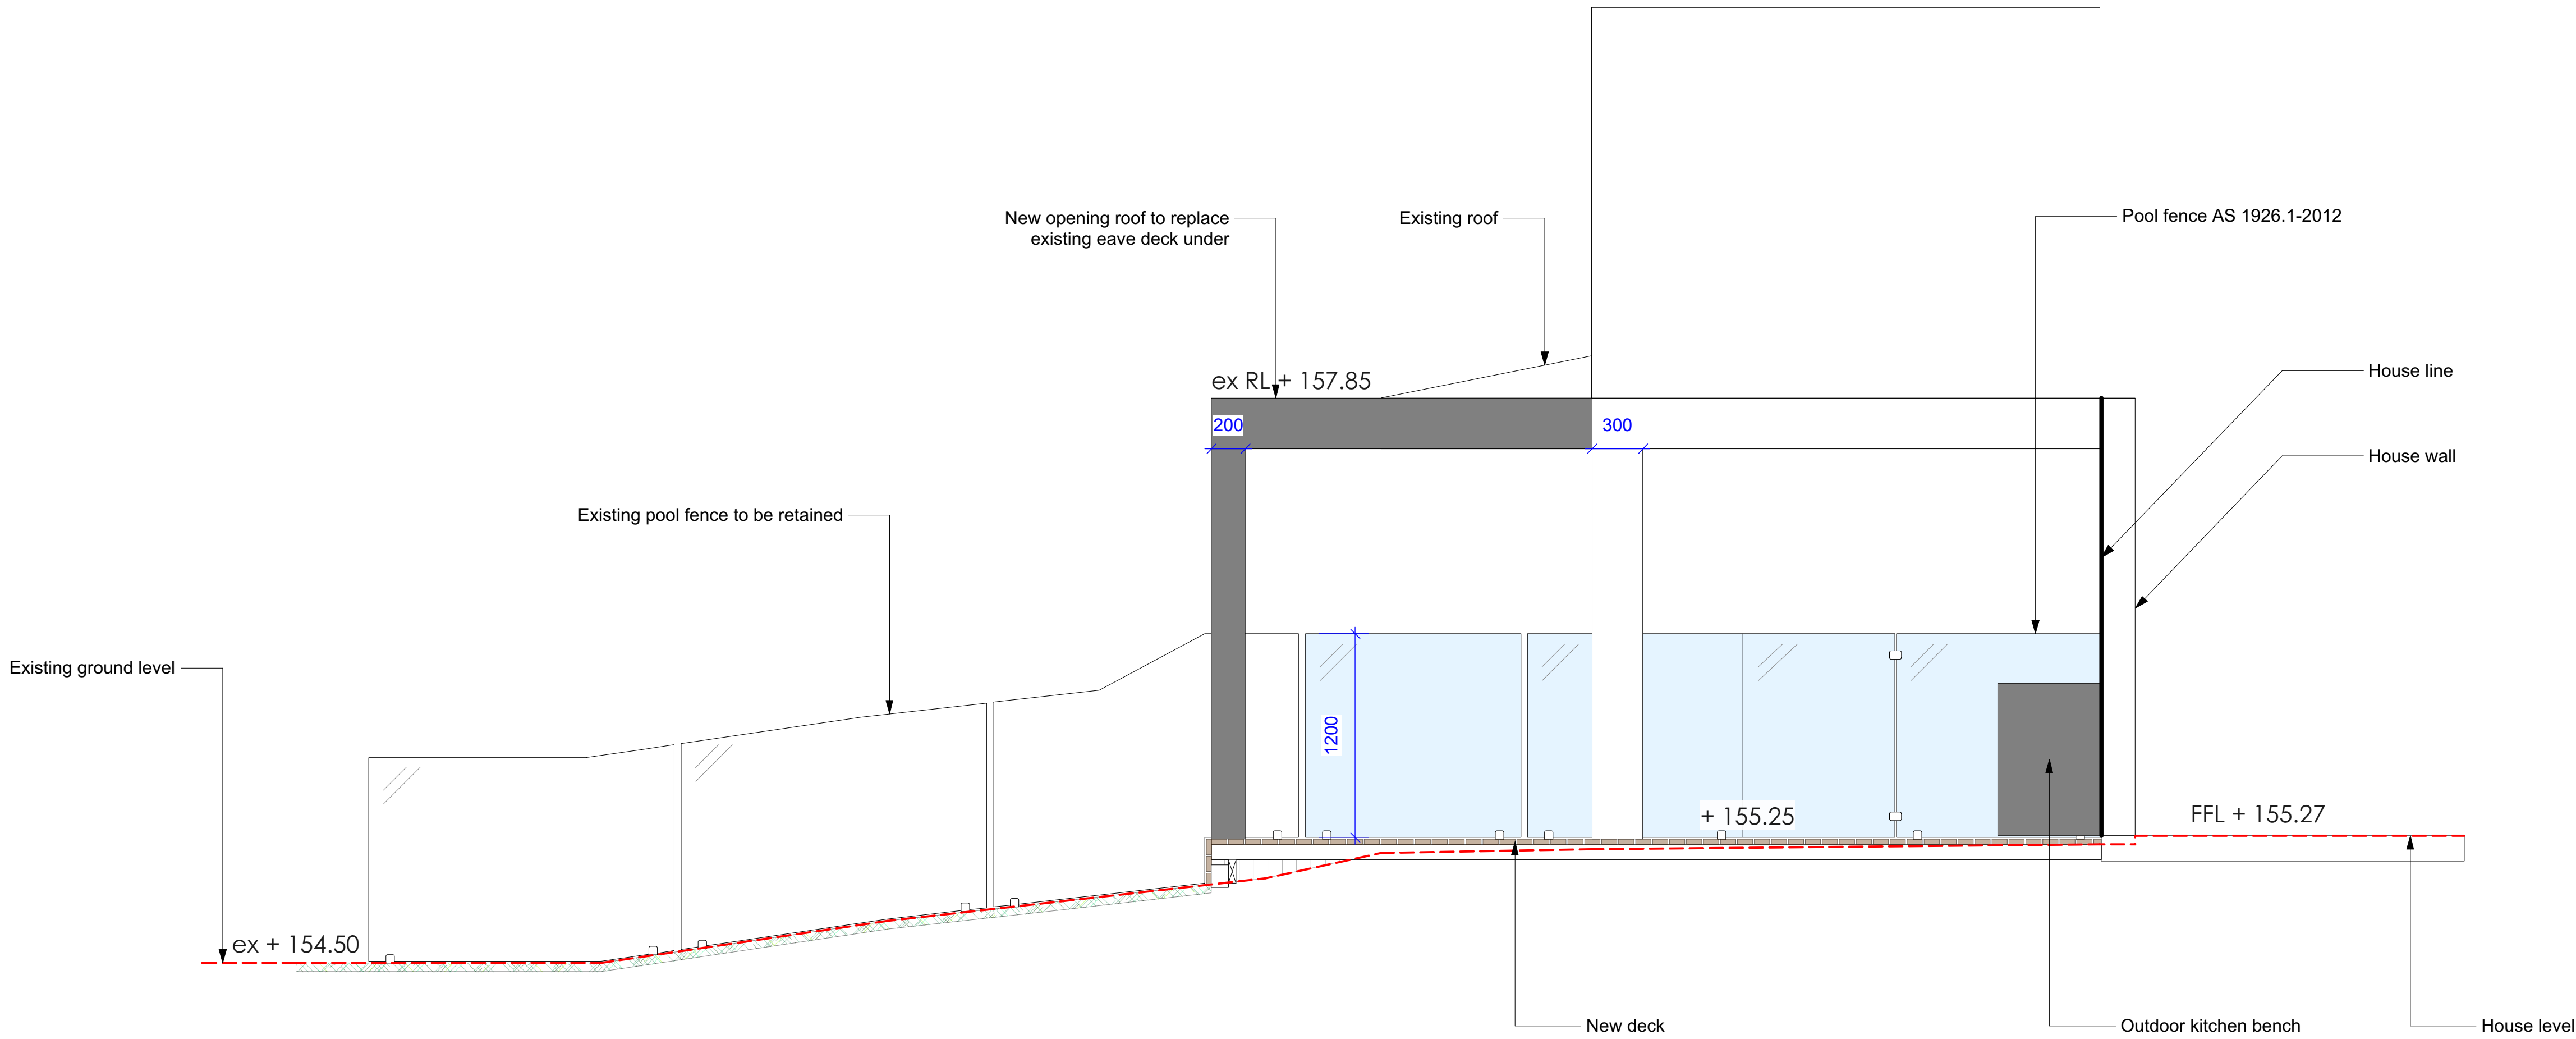 New opening roof to replace
existing eave deck under
Existing roof
Pool fence AS 1926.1-2012
ex RL + 157.85
House line
200
300
House wall
Existing pool fence to be retained
Existing ground level
1200
+ 155.25
FFL + 155.27
ex + 154.50
New deck
Outdoor kitchen bench
House level